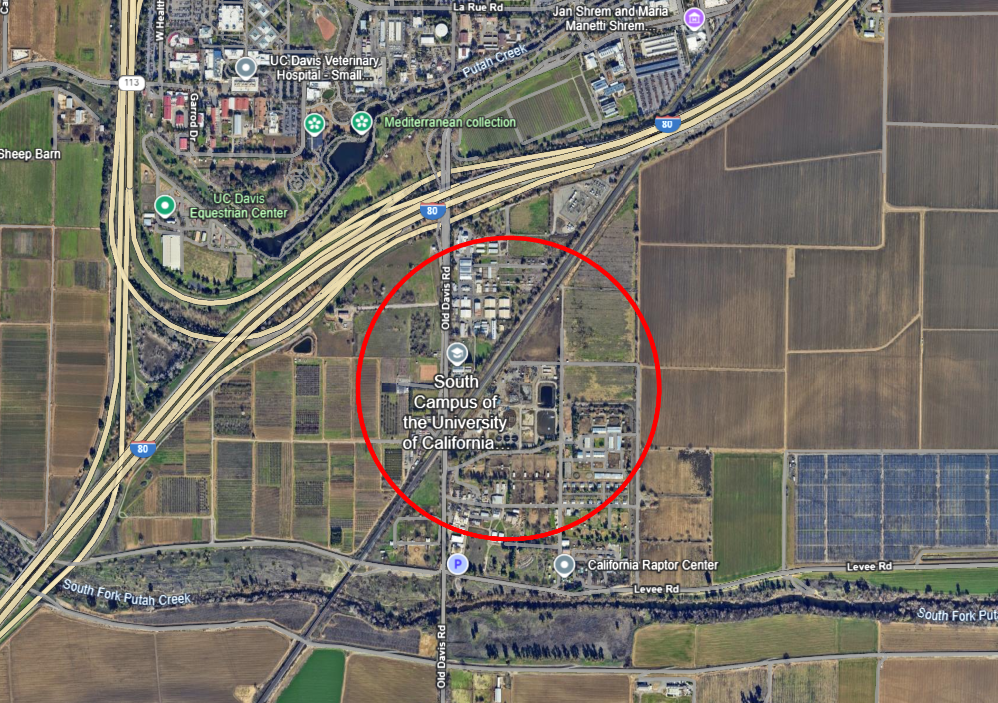 La Rue Rd
Jan Shrem and Maria
Manetti Shrem...
W Health
UC Davis Veterinary
Hospital - Small...
Putah Creek
113
Garrod Dr
Mediterranean collection
80
Sheep Barn
UC Davis
Equestrian Center
80
Old Davis Rd
South
Campus of
the University
of California...
80
P
California Raptor Center
Levee Rd
Levee Rd
South Fork Putah Creek
South Fork Put
Old Davis Rd